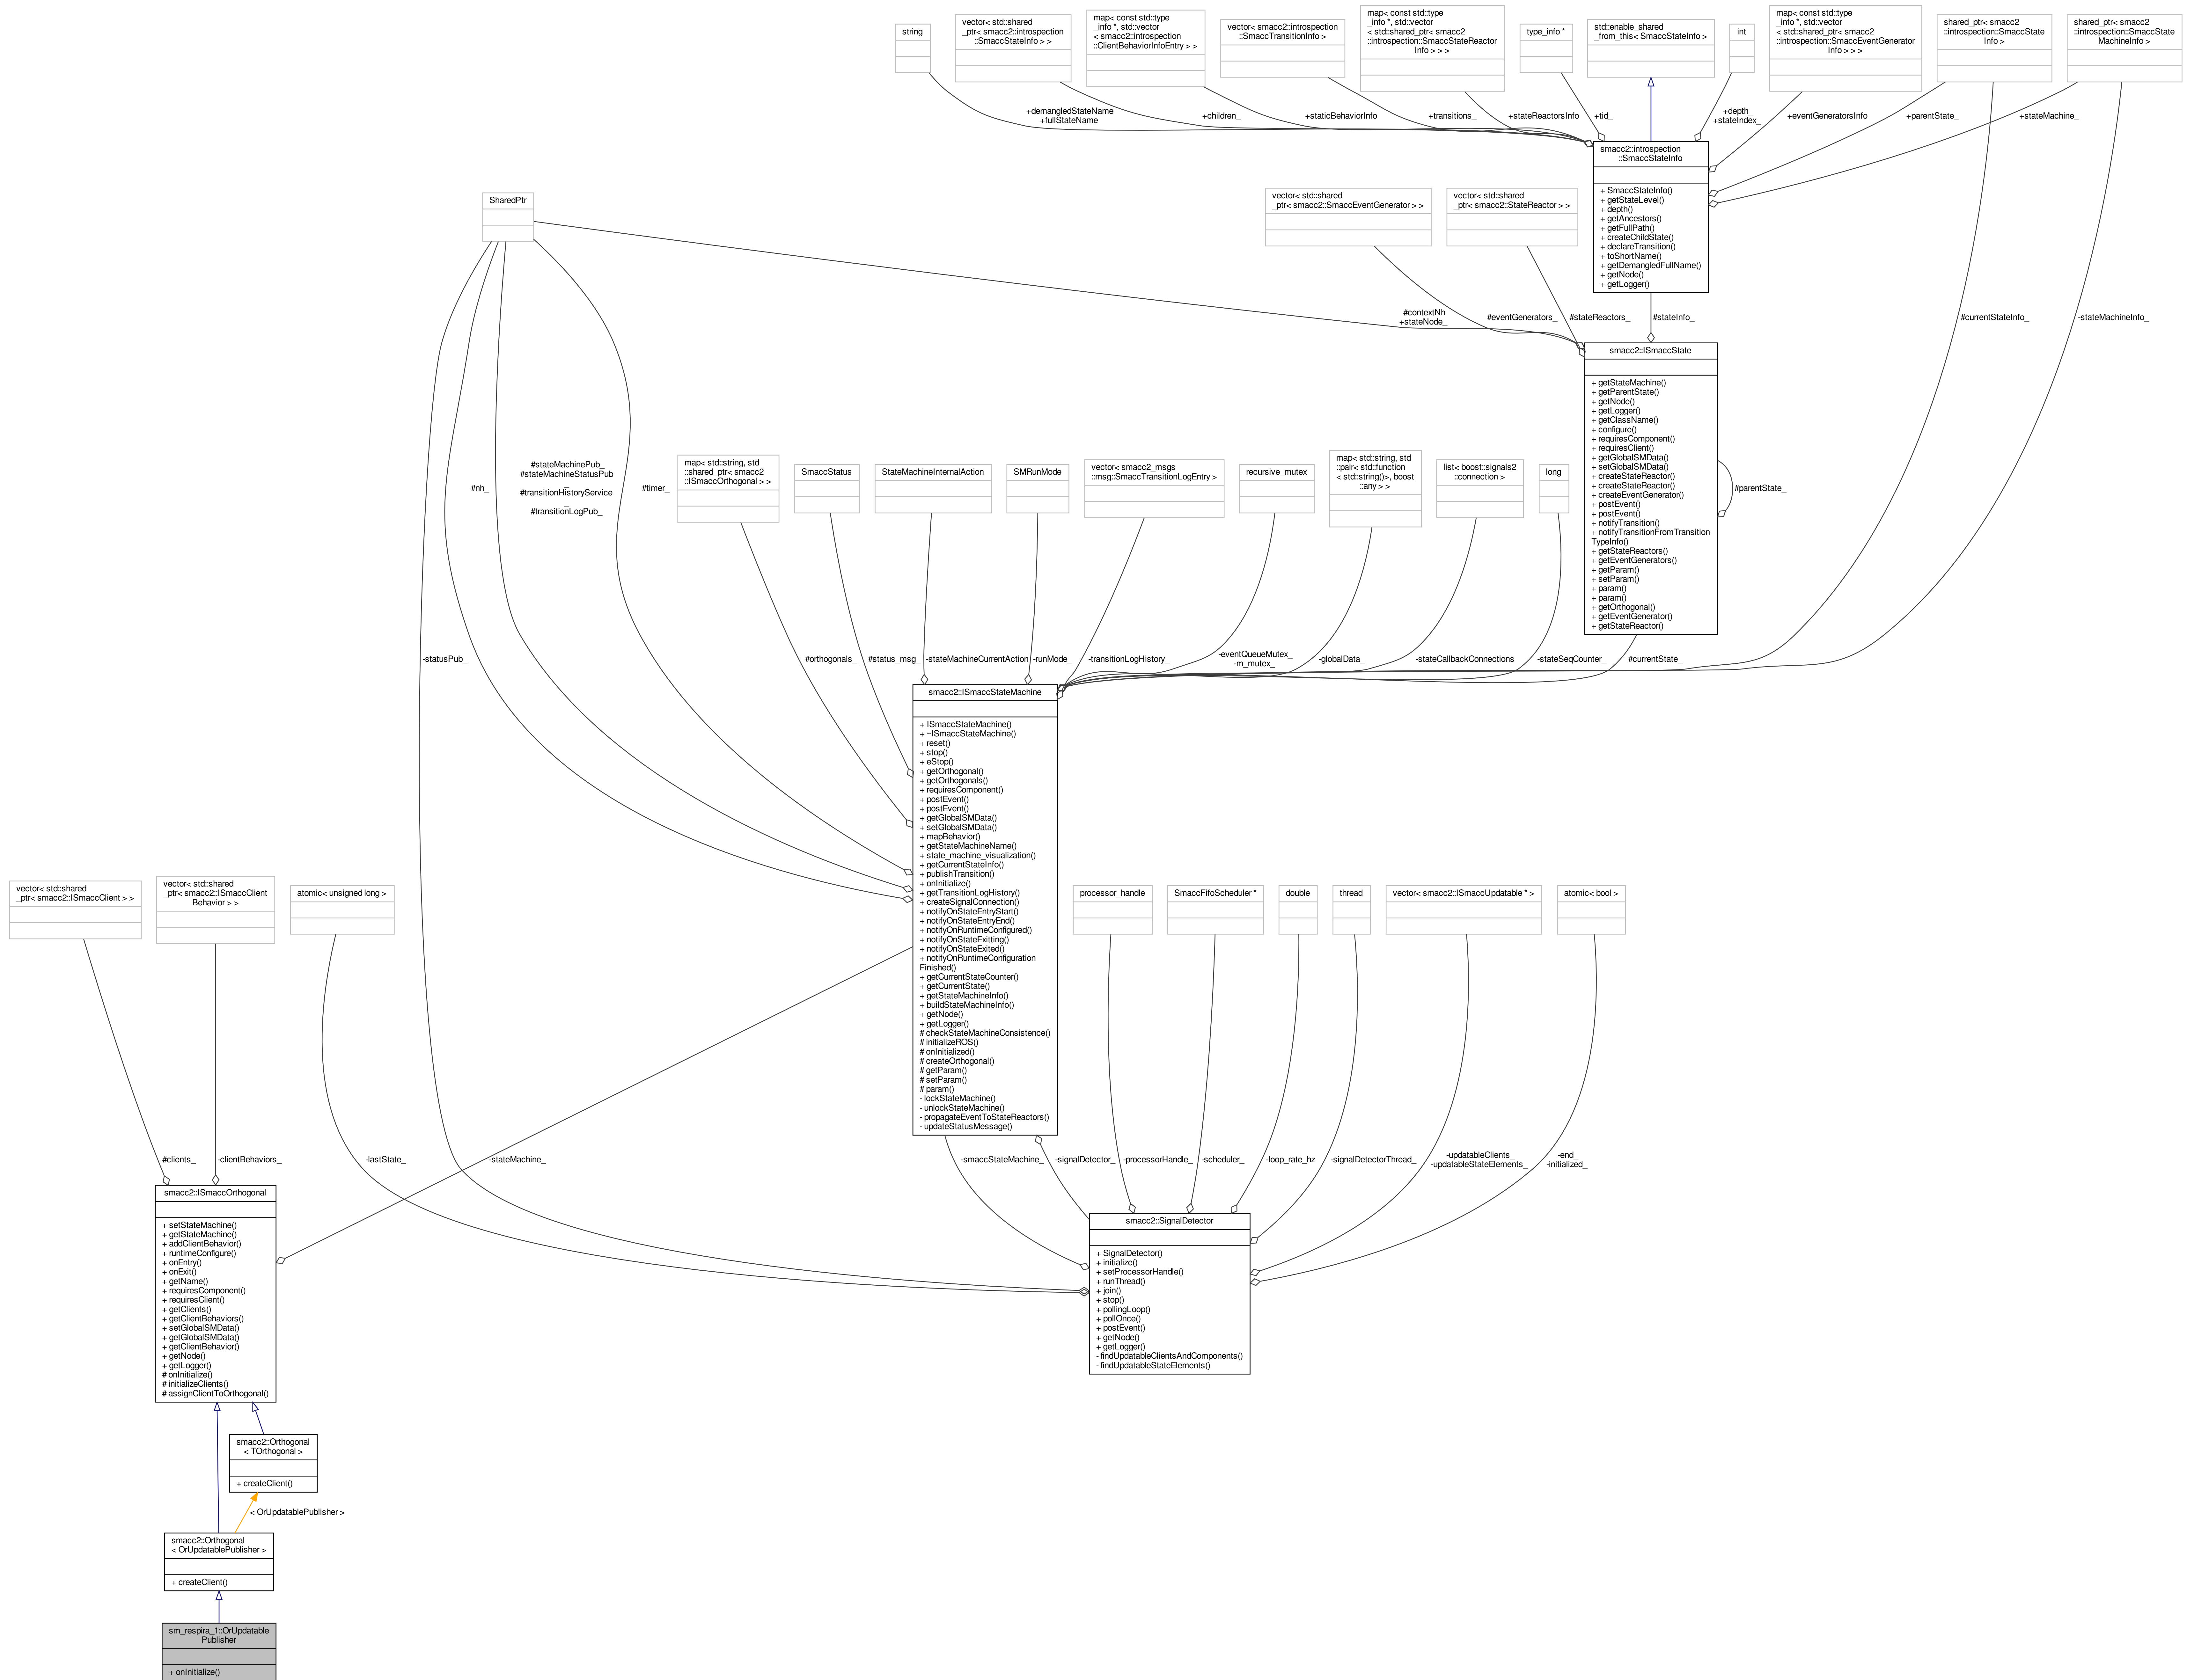 string
vector< std::shared
_ptr< smacc2::introspection
::SmaccStateInfo > >
map< const std::type
_info *, std::vector
< smacc2::introspection
::ClientBehaviorInfoEntry > >
vector< smacc2::introspection
::SmaccTransitionInfo >
map< const std::type
_info *, std::vector
< std::shared_ptr< smacc2
::introspection::SmaccStateReactor
Info > > >
type_info *
std::enable_shared
_from_this< SmaccStateInfo >
int
map< const std::type
_info *, std::vector
< std::shared_ptr< smacc2
::introspection::SmaccEventGenerator
Info > > >
shared_ptr< smacc2
::introspection::SmaccState
Info >
shared_ptr< smacc2
::introspection::SmaccState
MachineInfo >
+demangledStateName
+fullStateName
+children_
+staticBehaviorInfo
+transitions_
+stateReactorsInfo
+tid_
+depth_
+stateIndex_
+eventGeneratorsInfo
+parentState_
+stateMachine_
smacc2::introspection
::SmaccStateInfo
+ SmaccStateInfo()
+ getStateLevel()
+ depth()
+ getAncestors()
+ getFullPath()
+ createChildState()
+ declareTransition()
+ toShortName()
+ getDemangledFullName()
+ getNode()
+ getLogger()
SharedPtr
vector< std::shared
_ptr< smacc2::SmaccEventGenerator > >
vector< std::shared
_ptr< smacc2::StateReactor > >
#contextNh
+stateNode_
#eventGenerators_
#stateReactors_
#stateInfo_
#currentStateInfo_
-stateMachineInfo_
smacc2::ISmaccState
+ getStateMachine()
+ getParentState()
+ getNode()
+ getLogger()
+ getClassName()
+ configure()
+ requiresComponent()
+ requiresClient()
+ getGlobalSMData()
+ setGlobalSMData()
+ createStateReactor()
+ createStateReactor()
+ createEventGenerator()
+ postEvent()
+ postEvent()
+ notifyTransition()
+ notifyTransitionFromTransition
TypeInfo()
+ getStateReactors()
+ getEventGenerators()
+ getParam()
+ setParam()
+ param()
+ param()
+ getOrthogonal()
+ getEventGenerator()
+ getStateReactor()
#parentState_
#nh_
#stateMachinePub_
#stateMachineStatusPub
_
#transitionHistoryService
_
#transitionLogPub_
#timer_
map< std::string, std
::shared_ptr< smacc2
::ISmaccOrthogonal > >
SmaccStatus
StateMachineInternalAction
SMRunMode
vector< smacc2_msgs
::msg::SmaccTransitionLogEntry >
recursive_mutex
map< std::string, std
::pair< std::function
< std::string()>, boost
::any > >
list< boost::signals2
::connection >
long
-statusPub_
#orthogonals_
#status_msg_
-stateMachineCurrentAction
-runMode_
-transitionLogHistory_
-eventQueueMutex_
-m_mutex_
-globalData_
-stateCallbackConnections
-stateSeqCounter_
#currentState_
smacc2::ISmaccStateMachine
+ ISmaccStateMachine()
+ ~ISmaccStateMachine()
+ reset()
+ stop()
+ eStop()
+ getOrthogonal()
+ getOrthogonals()
+ requiresComponent()
+ postEvent()
+ postEvent()
+ getGlobalSMData()
+ setGlobalSMData()
+ mapBehavior()
+ getStateMachineName()
+ state_machine_visualization()
+ getCurrentStateInfo()
+ publishTransition()
+ onInitialize()
+ getTransitionLogHistory()
+ createSignalConnection()
+ notifyOnStateEntryStart()
+ notifyOnStateEntryEnd()
+ notifyOnRuntimeConfigured()
+ notifyOnStateExitting()
+ notifyOnStateExited()
+ notifyOnRuntimeConfiguration
Finished()
+ getCurrentStateCounter()
+ getCurrentState()
+ getStateMachineInfo()
+ buildStateMachineInfo()
+ getNode()
+ getLogger()
# checkStateMachineConsistence()
# initializeROS()
# onInitialized()
# createOrthogonal()
# getParam()
# setParam()
# param()
- lockStateMachine()
- unlockStateMachine()
- propagateEventToStateReactors()
- updateStatusMessage()
vector< std::shared
_ptr< smacc2::ISmaccClient > >
vector< std::shared
_ptr< smacc2::ISmaccClient
Behavior > >
atomic< unsigned long >
processor_handle
SmaccFifoScheduler *
double
thread
vector< smacc2::ISmaccUpdatable * >
atomic< bool >
#clients_
-clientBehaviors_
-lastState_
-stateMachine_
-smaccStateMachine_
-signalDetector_
-processorHandle_
-scheduler_
-loop_rate_hz
-signalDetectorThread_
-updatableClients_
-updatableStateElements_
-end_
-initialized_
smacc2::ISmaccOrthogonal
+ setStateMachine()
+ getStateMachine()
+ addClientBehavior()
+ runtimeConfigure()
+ onEntry()
+ onExit()
+ getName()
+ requiresComponent()
+ requiresClient()
+ getClients()
+ getClientBehaviors()
+ setGlobalSMData()
+ getGlobalSMData()
+ getClientBehavior()
+ getNode()
+ getLogger()
# onInitialize()
# initializeClients()
# assignClientToOrthogonal()
smacc2::SignalDetector
+ SignalDetector()
+ initialize()
+ setProcessorHandle()
+ runThread()
+ join()
+ stop()
+ pollingLoop()
+ pollOnce()
+ postEvent()
+ getNode()
+ getLogger()
- findUpdatableClientsAndComponents()
- findUpdatableStateElements()
smacc2::Orthogonal
< TOrthogonal >
+ createClient()
< OrUpdatablePublisher >
smacc2::Orthogonal
< OrUpdatablePublisher >
+ createClient()
sm_respira_1::OrUpdatable
Publisher
+ onInitialize()